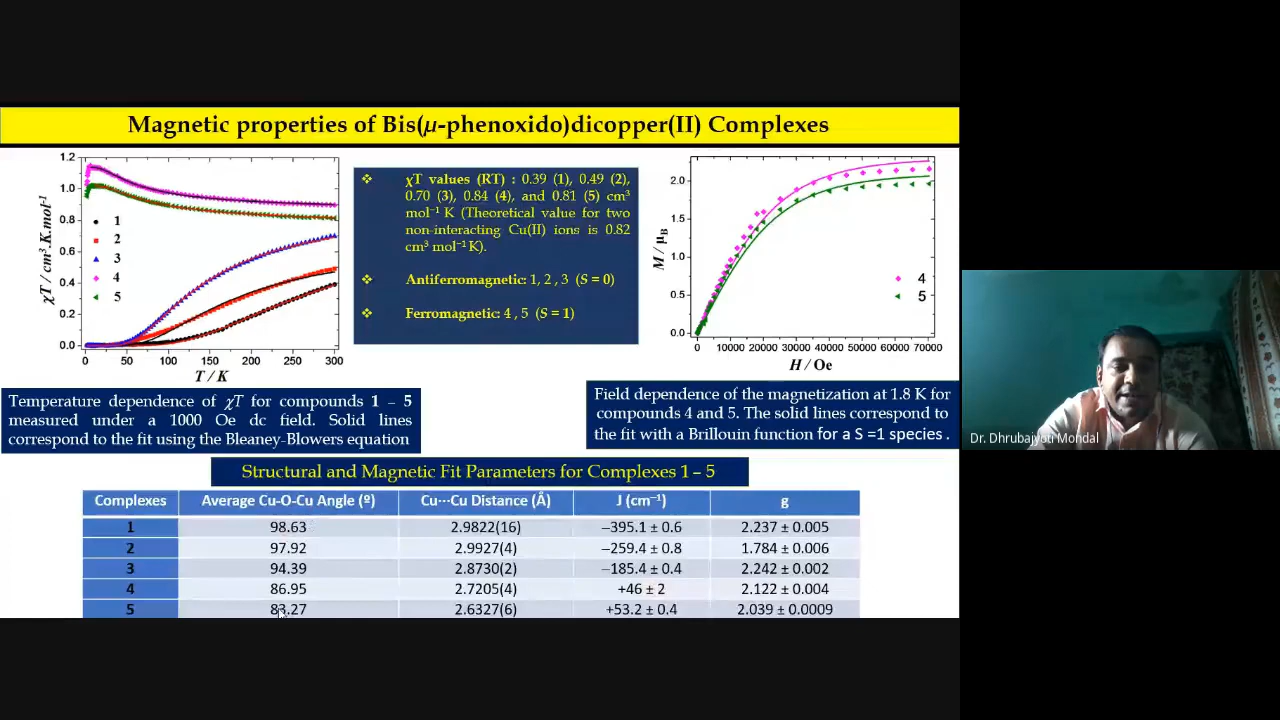 Magnetic properties of Bis(μ-phenoxido)dicopper(II) Complexes
1.2
1.0
0.8
0.6
0.4
0.2
0.0
χT / cm³.K.mol⁻¹
1
2
3
4
5
0 50 100 150 200 250 300
T / K
❖ χT values (RT) : 0.39 (1), 0.49 (2),
0.70 (3), 0.84 (4), and 0.81 (5) cm³
mol⁻¹ K (Theoretical value for two
non-interacting Cu(II) ions is 0.82
cm³ mol⁻¹ K).
❖ Antiferromagnetic: 1, 2 , 3 (S = 0)
❖ Ferromagnetic: 4 , 5 (S = 1)
2.0
1.5
1.0
0.5
0.0
M / μB
4
5
0 10000 20000 30000 40000 50000 60000 70000
H / Oe
Temperature dependence of χT for compounds 1 – 5
measured under a 1000 Oe dc field. Solid lines
correspond to the fit using the Bleaney-Blowers equation
Field dependence of the magnetization at 1.8 K for
compounds 4 and 5. The solid lines correspond to
the fit with a Brillouin function for a S =1 species .
Dr. Dhrubajyoti Mondal
Structural and Magnetic Fit Parameters for Complexes 1 – 5
Complexes Average Cu-O-Cu Angle (º) Cu···Cu Distance (Å) J (cm⁻¹) g
1 98.63 2.9822(16) −395.1 ± 0.6 2.237 ± 0.005
2 97.92 2.9927(4) −259.4 ± 0.8 1.784 ± 0.006
3 94.39 2.8730(2) −185.4 ± 0.4 2.242 ± 0.002
4 86.95 2.7205(4) +46 ± 2 2.122 ± 0.004
5 83.27 2.6327(6) +53.2 ± 0.4 2.039 ± 0.0009